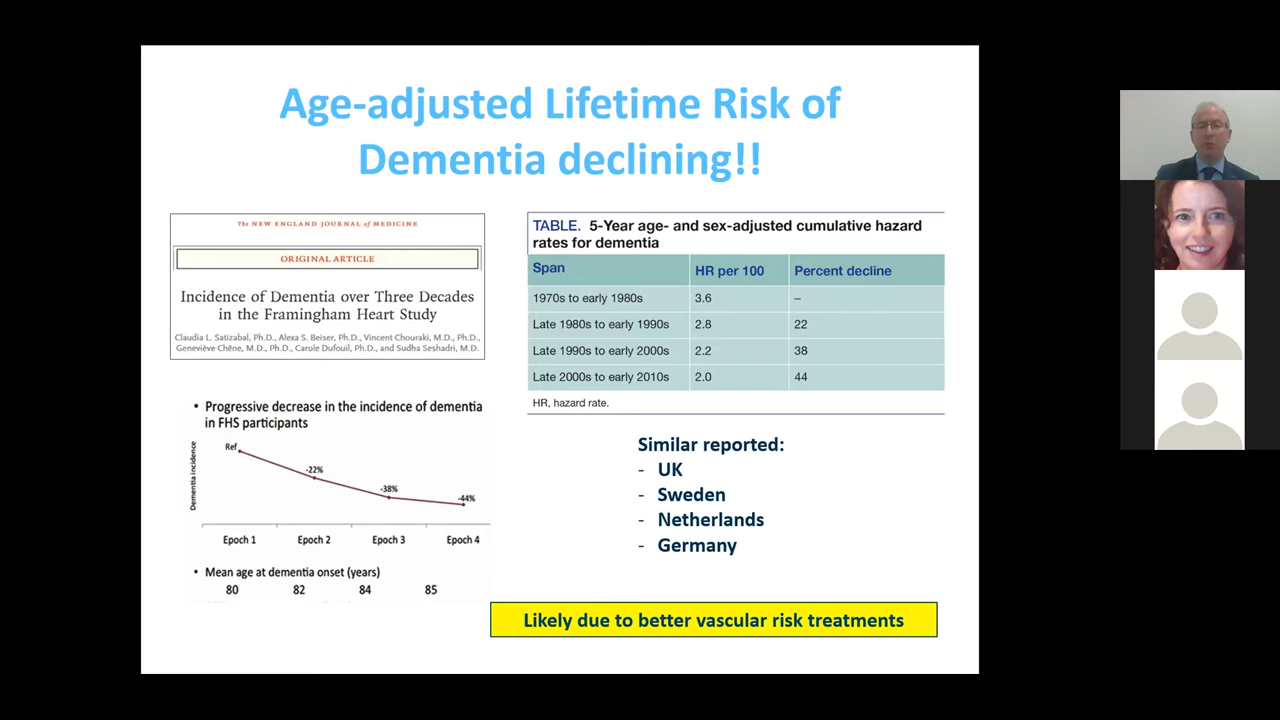 Age-adjusted Lifetime Risk of
Dementia declining!!
The NEW ENGLAND JOURNAL of MEDICINE
ORIGINAL ARTICLE
Incidence of Dementia over Three Decades
in the Framingham Heart Study
Claudia L. Satizabal, Ph.D., Alexa S. Beiser, Ph.D., Vincent Chouraki, M.D., Ph.D.,
Geneviève Chêne, M.D., Ph.D., Carole Dufouil, Ph.D., and Sudha Seshadri, M.D.
• Progressive decrease in the incidence of dementia
in FHS participants
Dementia incidence
Ref
-22%
-38%
-44%
Epoch 1 Epoch 2 Epoch 3 Epoch 4
• Mean age at dementia onset (years)
80 82 84 85
TABLE. 5-Year age- and sex-adjusted cumulative hazard
rates for dementia
Span HR per 100 Percent decline
1970s to early 1980s 3.6 –
Late 1980s to early 1990s 2.8 22
Late 1990s to early 2000s 2.2 38
Late 2000s to early 2010s 2.0 44
HR, hazard rate.
Similar reported:
- UK
- Sweden
- Netherlands
- Germany
Likely due to better vascular risk treatments